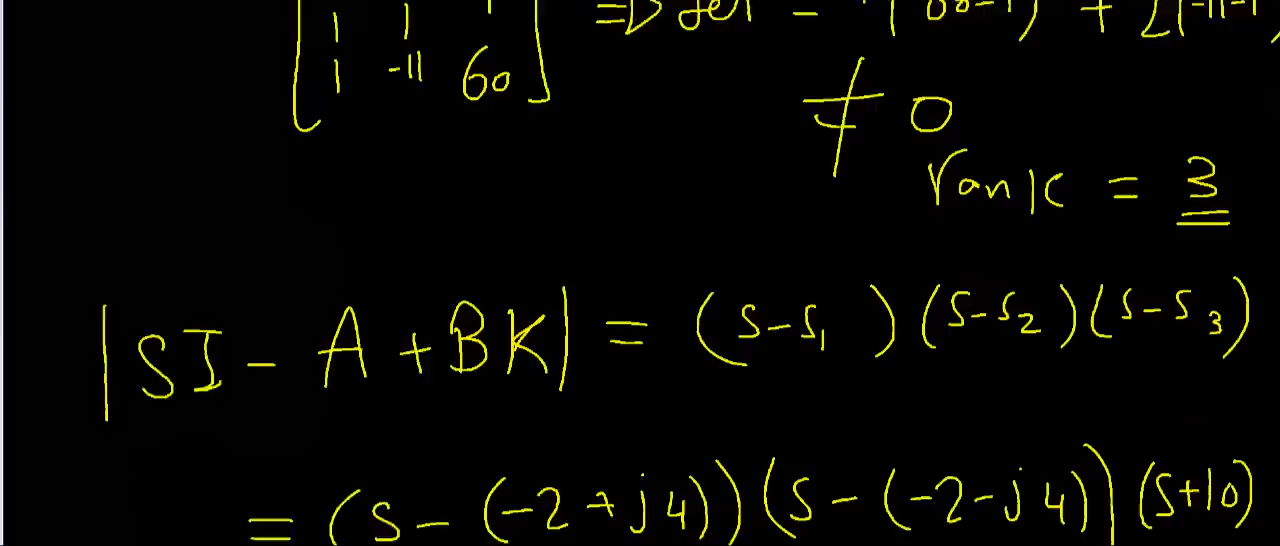 1 1
1 -11 60
≠ 0
rank = 3
|SI - A + BK| = (s-s₁)(s-s₂)(s-s₃)
= (s-(-2+j4))(s-(-2-j4))(s+10)